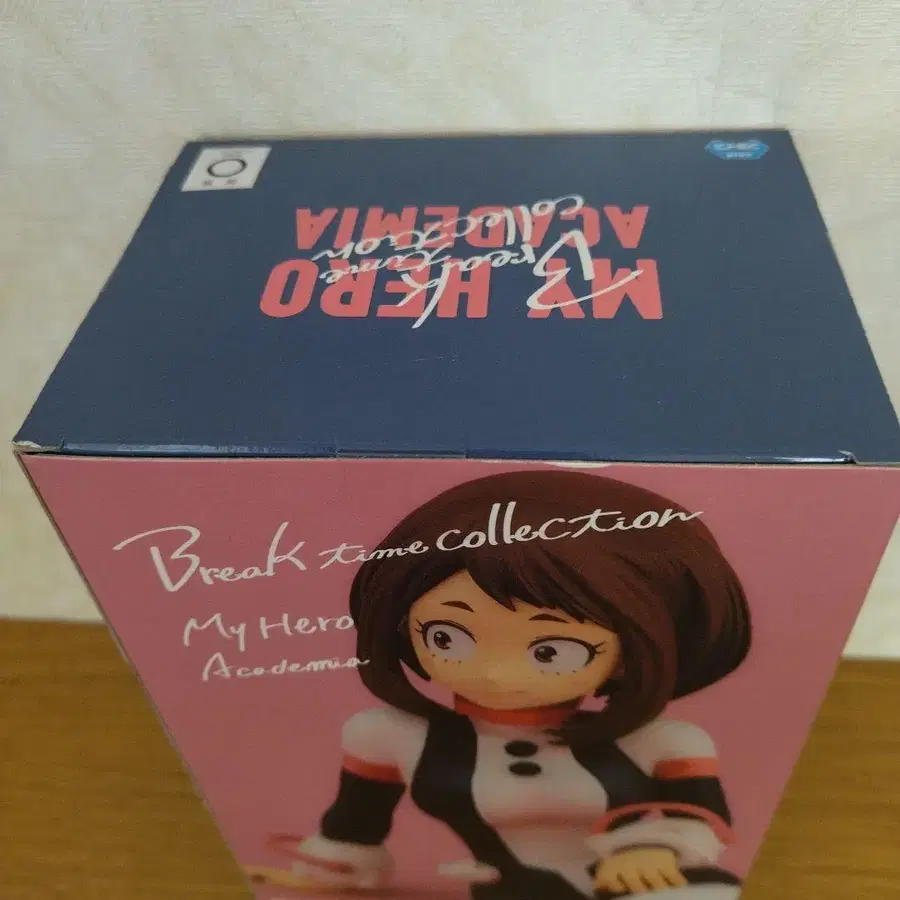 MY HERO
ACADEMIA
Break time
collection
Break time collection
My Hero
Academia